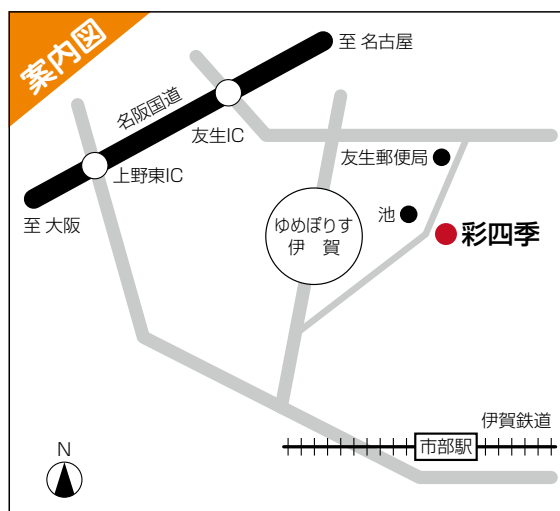 案内図
至 名古屋
名阪国道
友生IC
上野東IC
至 大阪
友生郵便局
池
ゆめぽりす
伊　賀
彩四季
伊賀鉄道
市部駅
N